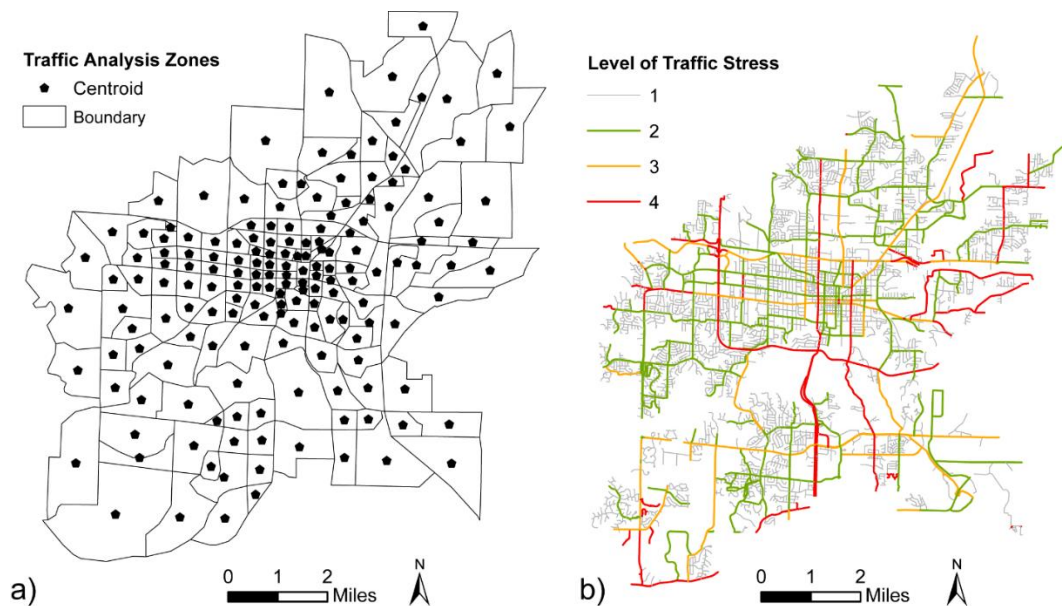 Traffic Analysis Zones
Centroid
Boundary
a)
0 1 2
Miles
N
Level of Traffic Stress
1
2
3
4
b)
0 1 2
Miles
N